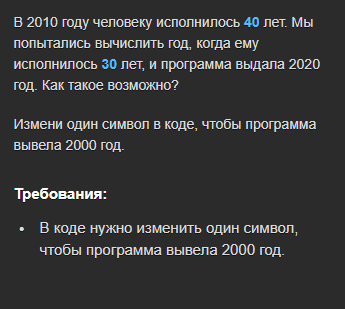 В 2010 году человеку исполнилось 40 лет. Мы
попытались вычислить год, когда ему
исполнилось 30 лет, и программа выдала 2020
год. Как такое возможно?
Измени один символ в коде, чтобы программа
вывела 2000 год.
Требования:
• В коде нужно изменить один символ,
чтобы программа вывела 2000 год.